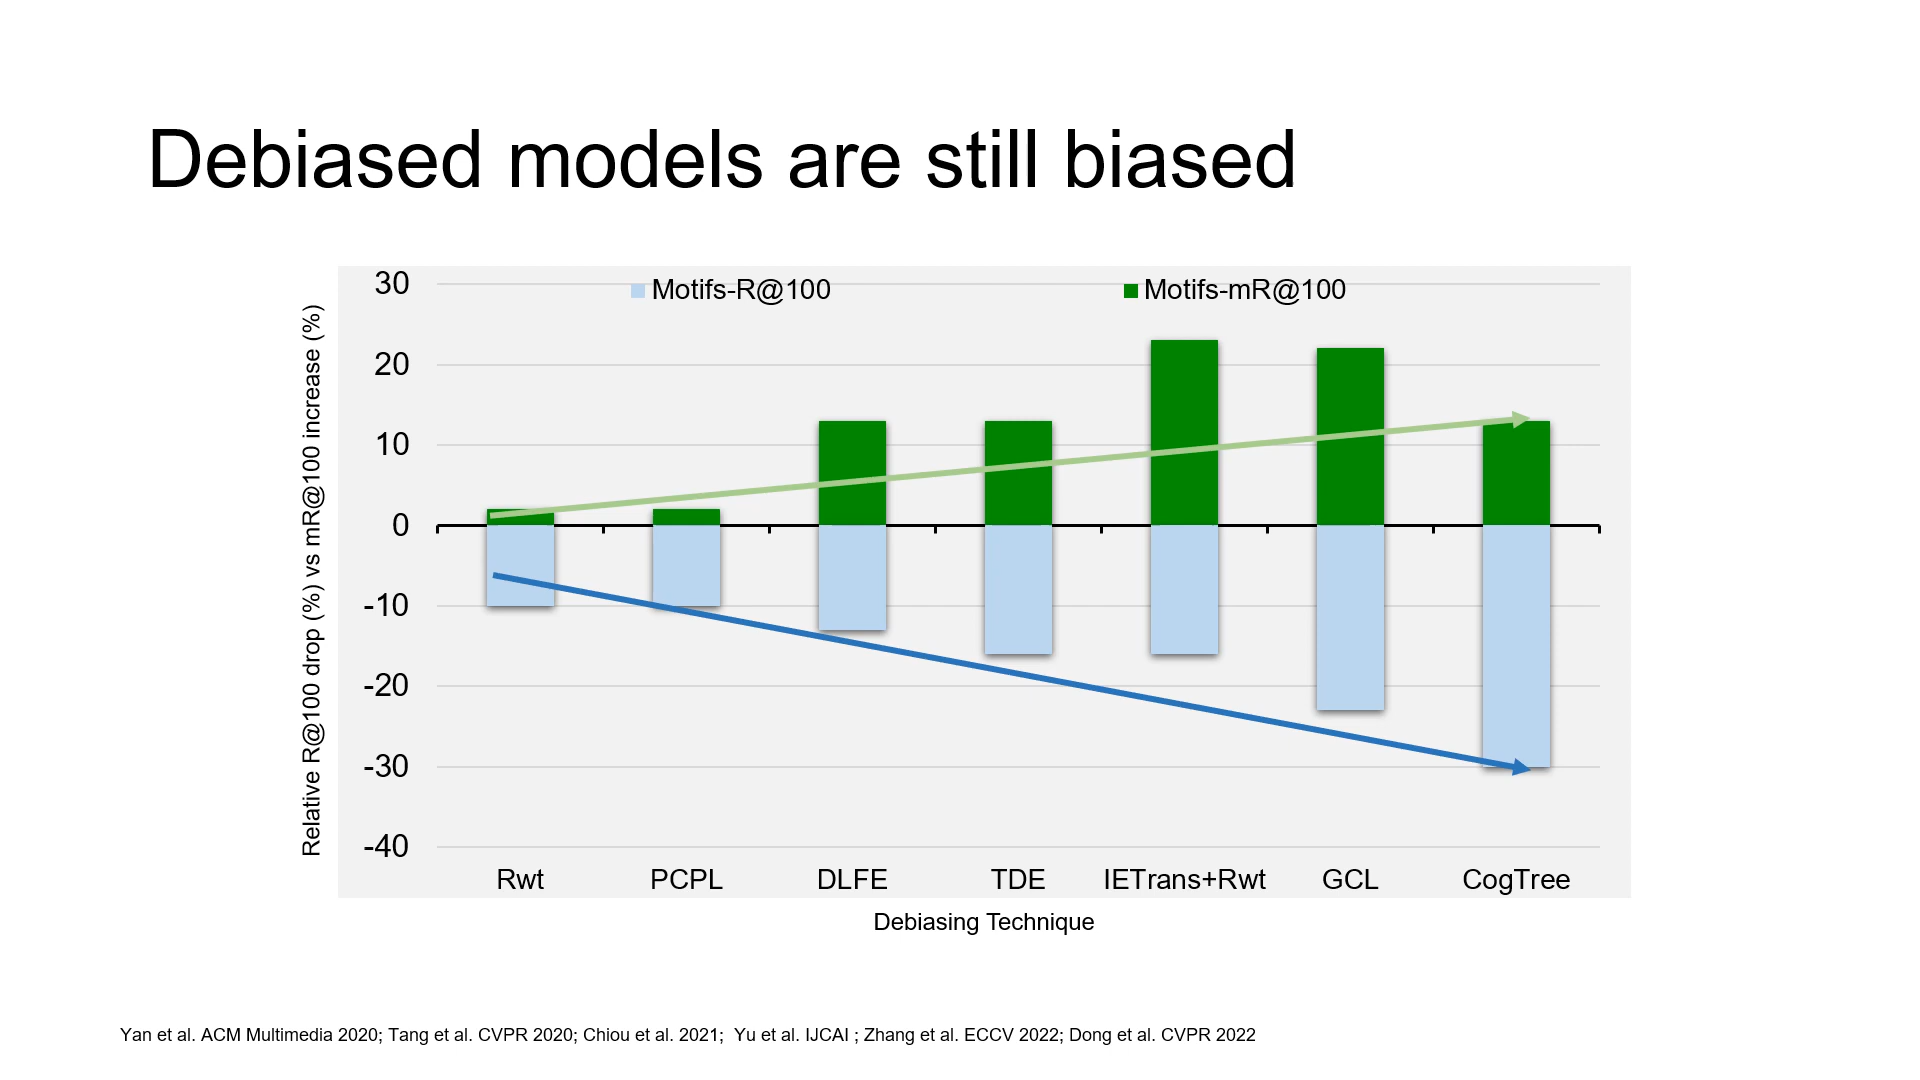 Debiased models are still biased
Relative R@100 drop (%) vs mR@100 increase (%)
Motifs-R@100
Motifs-mR@100
30
20
10
0
-10
-20
-30
-40
Rwt
PCPL
DLFE
TDE
IETrans+Rwt
GCL
CogTree
Debiasing Technique
Yan et al. ACM Multimedia 2020; Tang et al. CVPR 2020; Chiou et al. 2021;  Yu et al. IJCAI ; Zhang et al. ECCV 2022; Dong et al. CVPR 2022